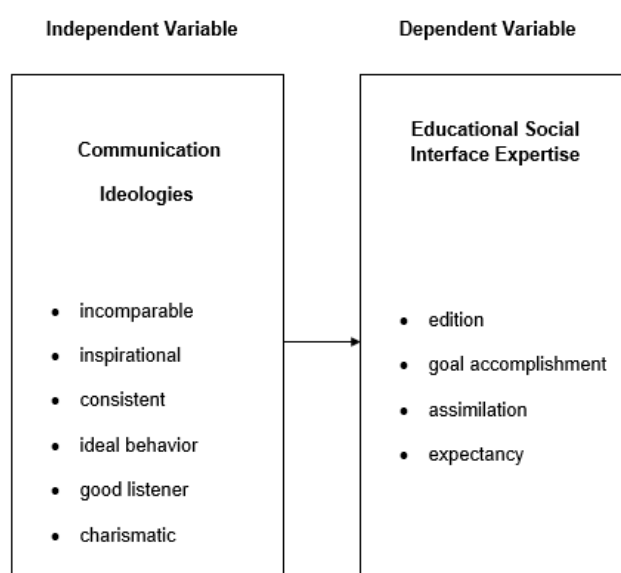 Independent Variable
Dependent Variable
Communication
Ideologies
• incomparable
• inspirational
• consistent
• ideal behavior
• good listener
• charismatic
Educational Social
Interface Expertise
• edition
• goal accomplishment
• assimilation
• expectancy